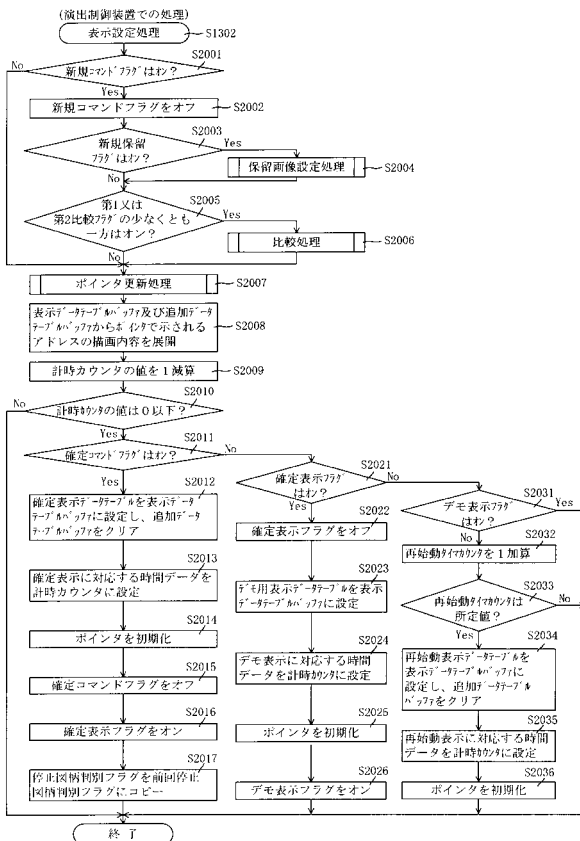 (演出制御装置での処理)
表示設定処理
S1302
S2001
No
新規コマンドフラグはオン?
Yes
新規コマンドフラグをオフ
S2002
S2003
新規保留
フラグはオン?
Yes
No
保留画像設定処理
S2004
S2005
第1又は
第2比較フラグの少なくとも
一方はオン?
Yes
No
比較処理
S2006
ポインタ更新処理
S2007
表示データテーブルバッファ及び追加データ
テーブルバッファからポインタで示される
アドレスの描画内容を展開
S2008
計時カウンタの値を1減算
S2009
S2010
No
計時カウンタの値は0以下?
Yes
S2011
確定コマンドフラグはオン?
No
Yes
S2012
確定表示データテーブルを表示データ
テーブルバッファに設定し、追加データ
テーブルバッファをクリア
S2013
確定表示に対応する時間データを
計時カウンタに設定
S2014
ポインタを初期化
S2015
確定コマンドフラグをオフ
S2016
確定表示フラグをオン
S2017
停止図柄判別フラグを前回停止
図柄判別フラグにコピー
S2021
確定表示フラグ
はオン?
No
Yes
S2022
確定表示フラグをオフ
S2023
デモ用表示データテーブルを表示
データテーブルバッファに設定
S2024
デモ表示に対応する時間
データを計時カウンタに設定
S2025
ポインタを初期化
S2026
デモ表示フラグをオン
S2031
デモ表示フラグ
はオン?
Yes
No
S2032
再始動タイマカウンタを1加算
S2033
再始動タイマカウンタは
所定値?
No
Yes
S2034
再始動表示データテーブルを
表示データテーブルバッファに
設定し、追加データテーブル
バッファをクリア
S2035
再始動表示に対応する時間
データを計時カウンタに設定
S2036
ポインタを初期化
終了